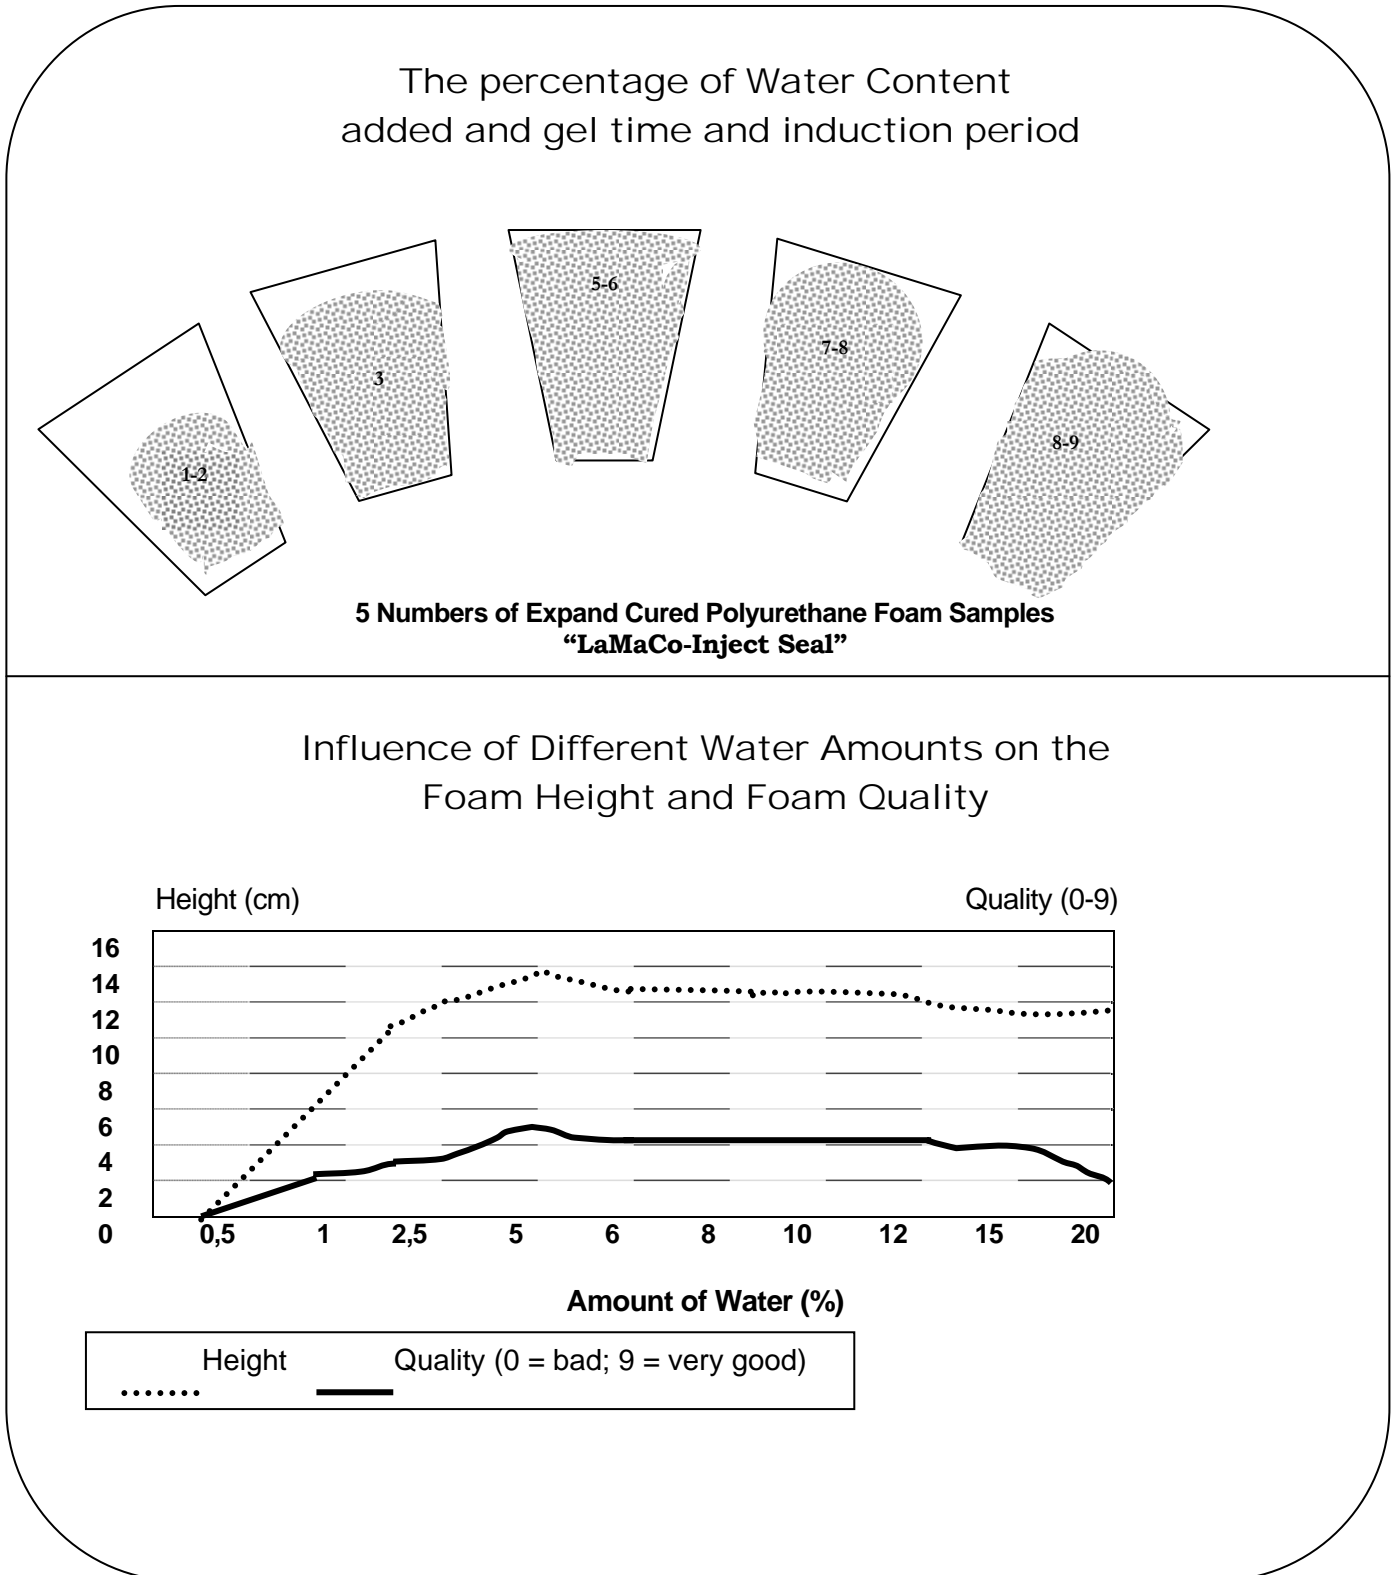 The percentage of Water Content
added and gel time and induction period
1-2
3
5-6
7-8
8-9
5 Numbers of Expand Cured Polyurethane Foam Samples
“LaMaCo-Inject Seal”
Influence of Different Water Amounts on the
Foam Height and Foam Quality
Height (cm) Quality (0-9)
16
14
12
10
8
6
4
2
0 0,5 1 2,5 5 6 8 10 12 15 20
Amount of Water (%)
Height Quality (0 = bad; 9 = very good)